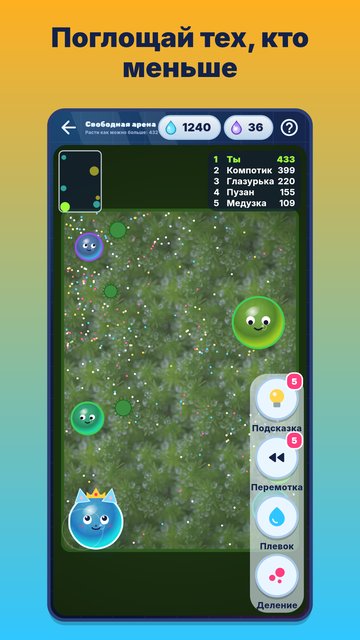 Поглощай тех, кто
меньше
Свободная арена
Расти как можно больше: 433
1240
36
?
1 Ты 433
2 Компотик 399
3 Глазурька 220
4 Пузан 155
5 Медузка 109
5
Подсказка
5
Перемотка
Плевок
Деление